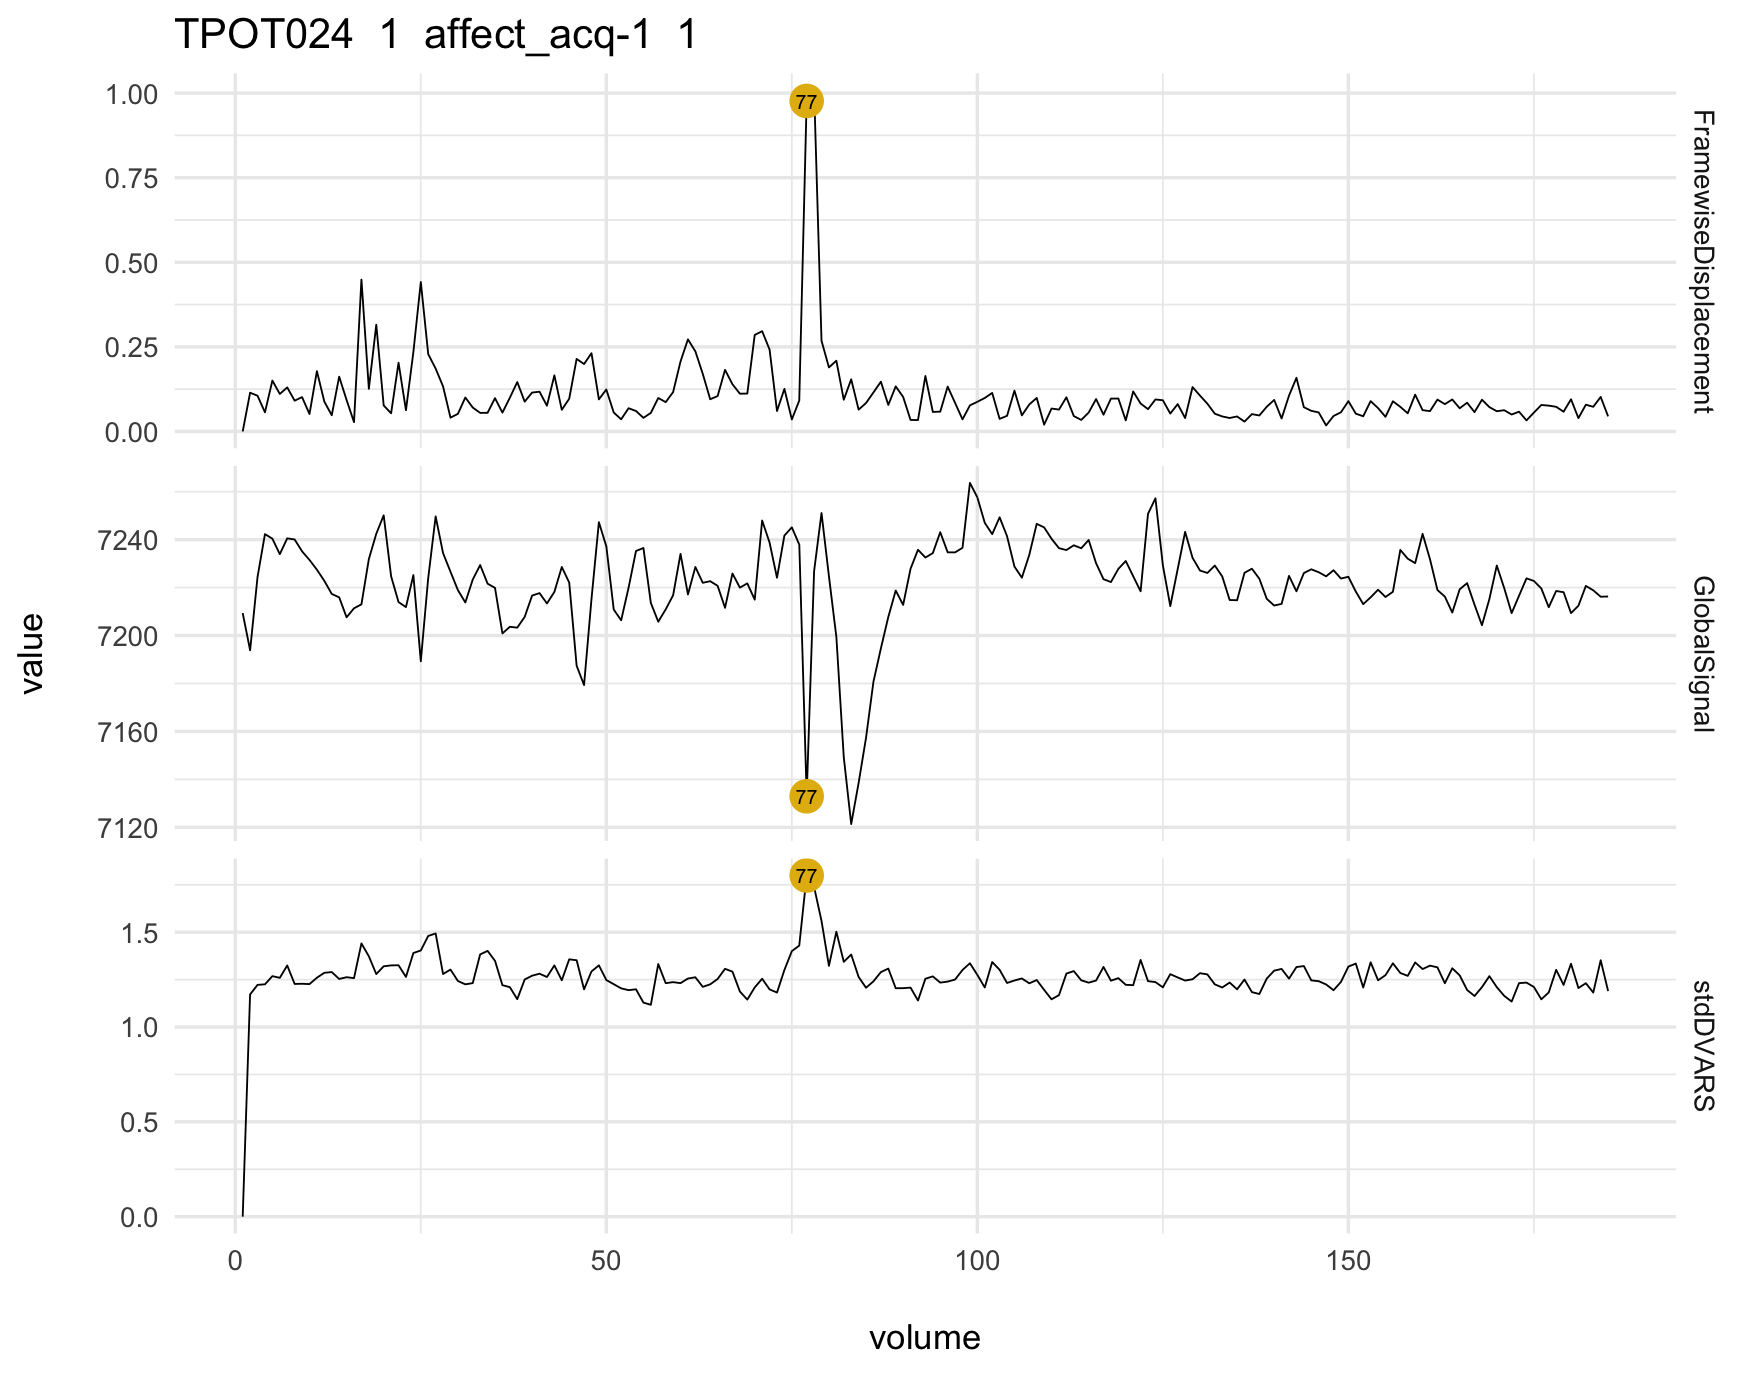 TPOT024 1 affect_acq-1 1
1.00
0.75
0.50
0.25
0.00
77
FramewiseDisplacement
7240
7200
7160
7120
77
GlobalSignal
1.5
1.0
0.5
0.0
77
stdDVARS
value
0 50 100 150
volume